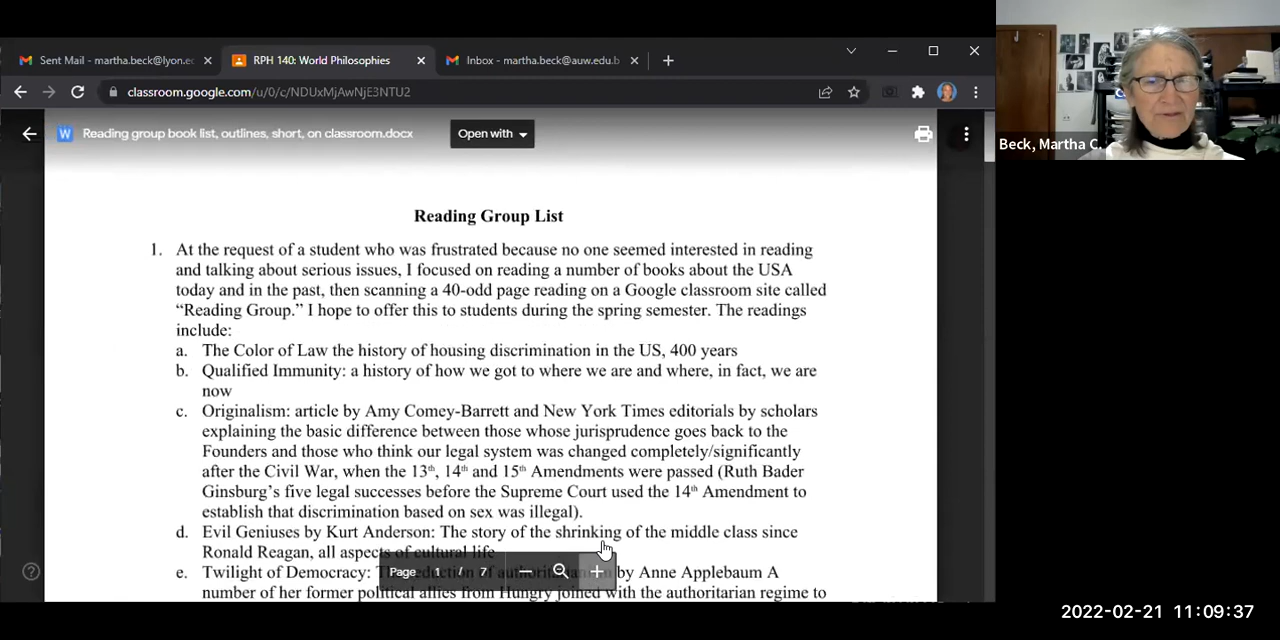 Sent Mail - martha.beck@lyon.ec
RPH 140: World Philosophies
Inbox - martha.beck@auw.edu.b
classroom.google.com/u/0/c/NDUxMjAwNjE3NTU2
Reading group book list, outlines, short, on classroom.docx
Open with
Beck, Martha C.
Reading Group List
1. At the request of a student who was frustrated because no one seemed interested in reading
and talking about serious issues, I focused on reading a number of books about the USA
today and in the past, then scanning a 40-odd page reading on a Google classroom site called
“Reading Group.” I hope to offer this to students during the spring semester. The readings
include:
a. The Color of Law the history of housing discrimination in the US, 400 years
b. Qualified Immunity: a history of how we got to where we are and where, in fact, we are
now
c. Originalism: article by Amy Comey-Barrett and New York Times editorials by scholars
explaining the basic difference between those whose jurisprudence goes back to the
Founders and those who think our legal system was changed completely/significantly
after the Civil War, when the 13th, 14th and 15th Amendments were passed (Ruth Bader
Ginsburg’s five legal successes before the Supreme Court used the 14th Amendment to
establish that discrimination based on sex was illegal).
d. Evil Geniuses by Kurt Anderson: The story of the shrinking of the middle class since
Ronald Reagan, all aspects of cultural life
e. Twilight of Democracy: by Anne Applebaum A
number of her former political allies from Hungry joined with the authoritarian regime to
Page 1 / 7
2022-02-21 11:09:37